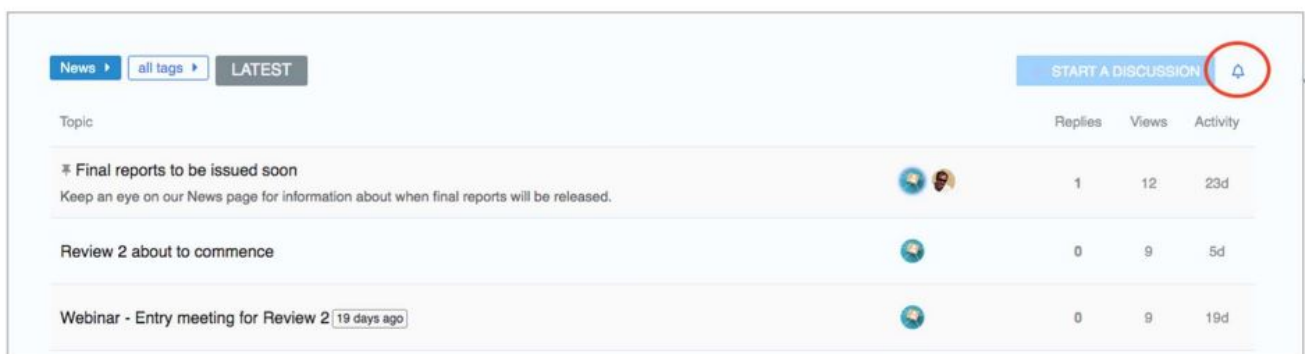 News all tags LATEST START A DISCUSSION
Topic Replies Views Activity
Final reports to be issued soon
Keep an eye on our News page for information about when final reports will be released.
1 12 23d
Review 2 about to commence 0 9 5d
Webinar - Entry meeting for Review 2 19 days ago 0 9 19d